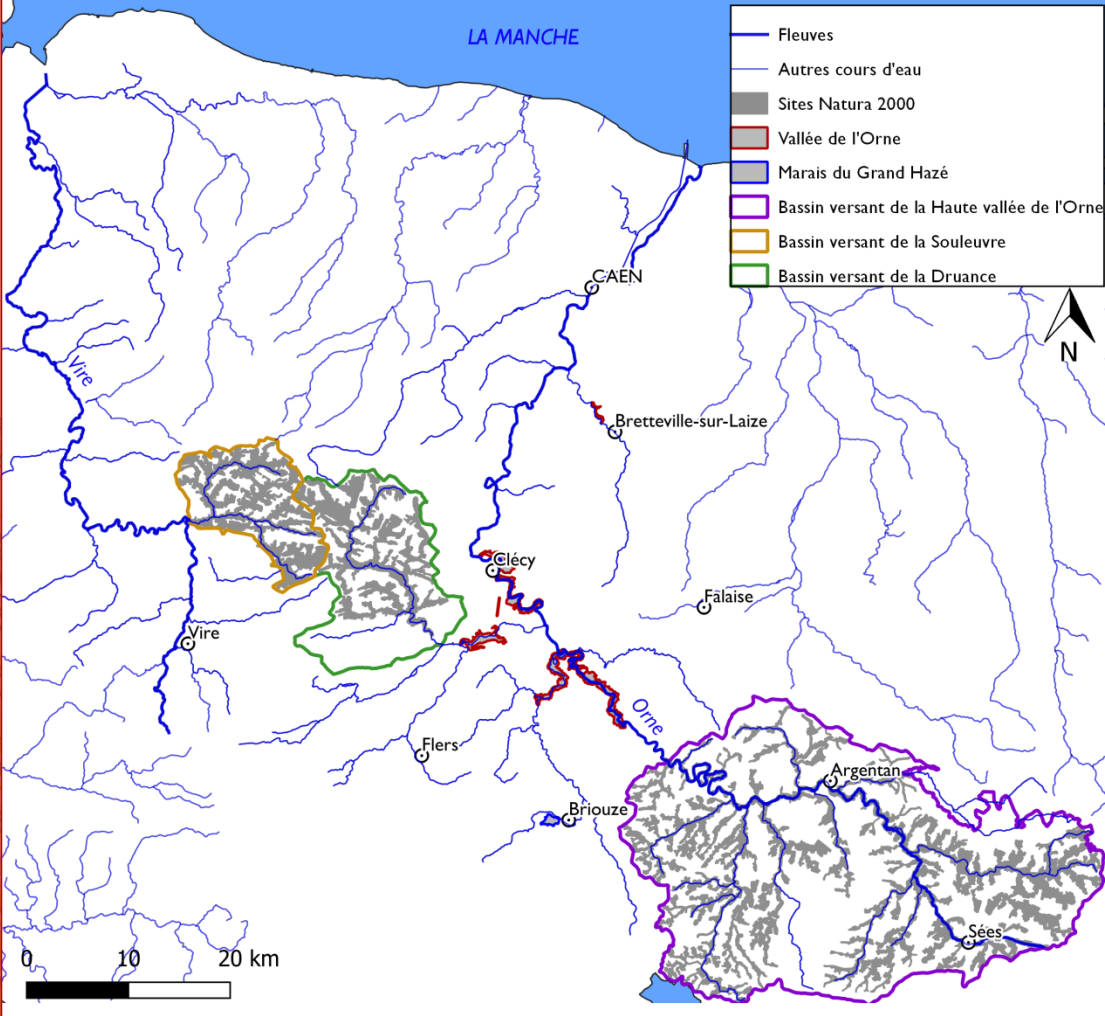 LA MANCHE
Fleuves
Autres cours d'eau
Sites Natura 2000
Vallée de l'Orne
Marais du Grand Hazé
Bassin versant de la Haute vallée de l'Orne
Bassin versant de la Souleuvre
Bassin versant de la Druance
CAEN
N
Vire
Bretteville-sur-Laize
Clécy
Falaise
Vire
Orne
Flers
Argentan
Briouze
Sées
0 10 20 km